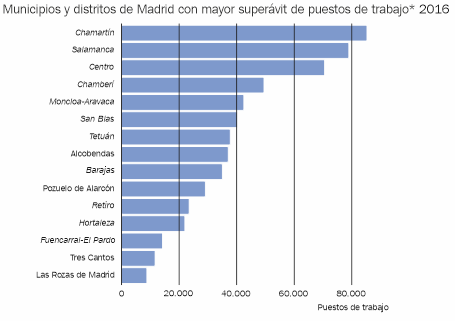 Municipios y distritos de Madrid con mayor superávit de puestos de trabajo* 2016
Chamartín
Salamanca
Centro
Chamberí
Moncloa-Aravaca
San Blas
Tetuán
Alcobendas
Barajas
Pozuelo de Alarcón
Retiro
Hortaleza
Fuencarral-El Pardo
Tres Cantos
Las Rozas de Madrid
0 20.000 40.000 60.000 80.000
Puestos de trabajo